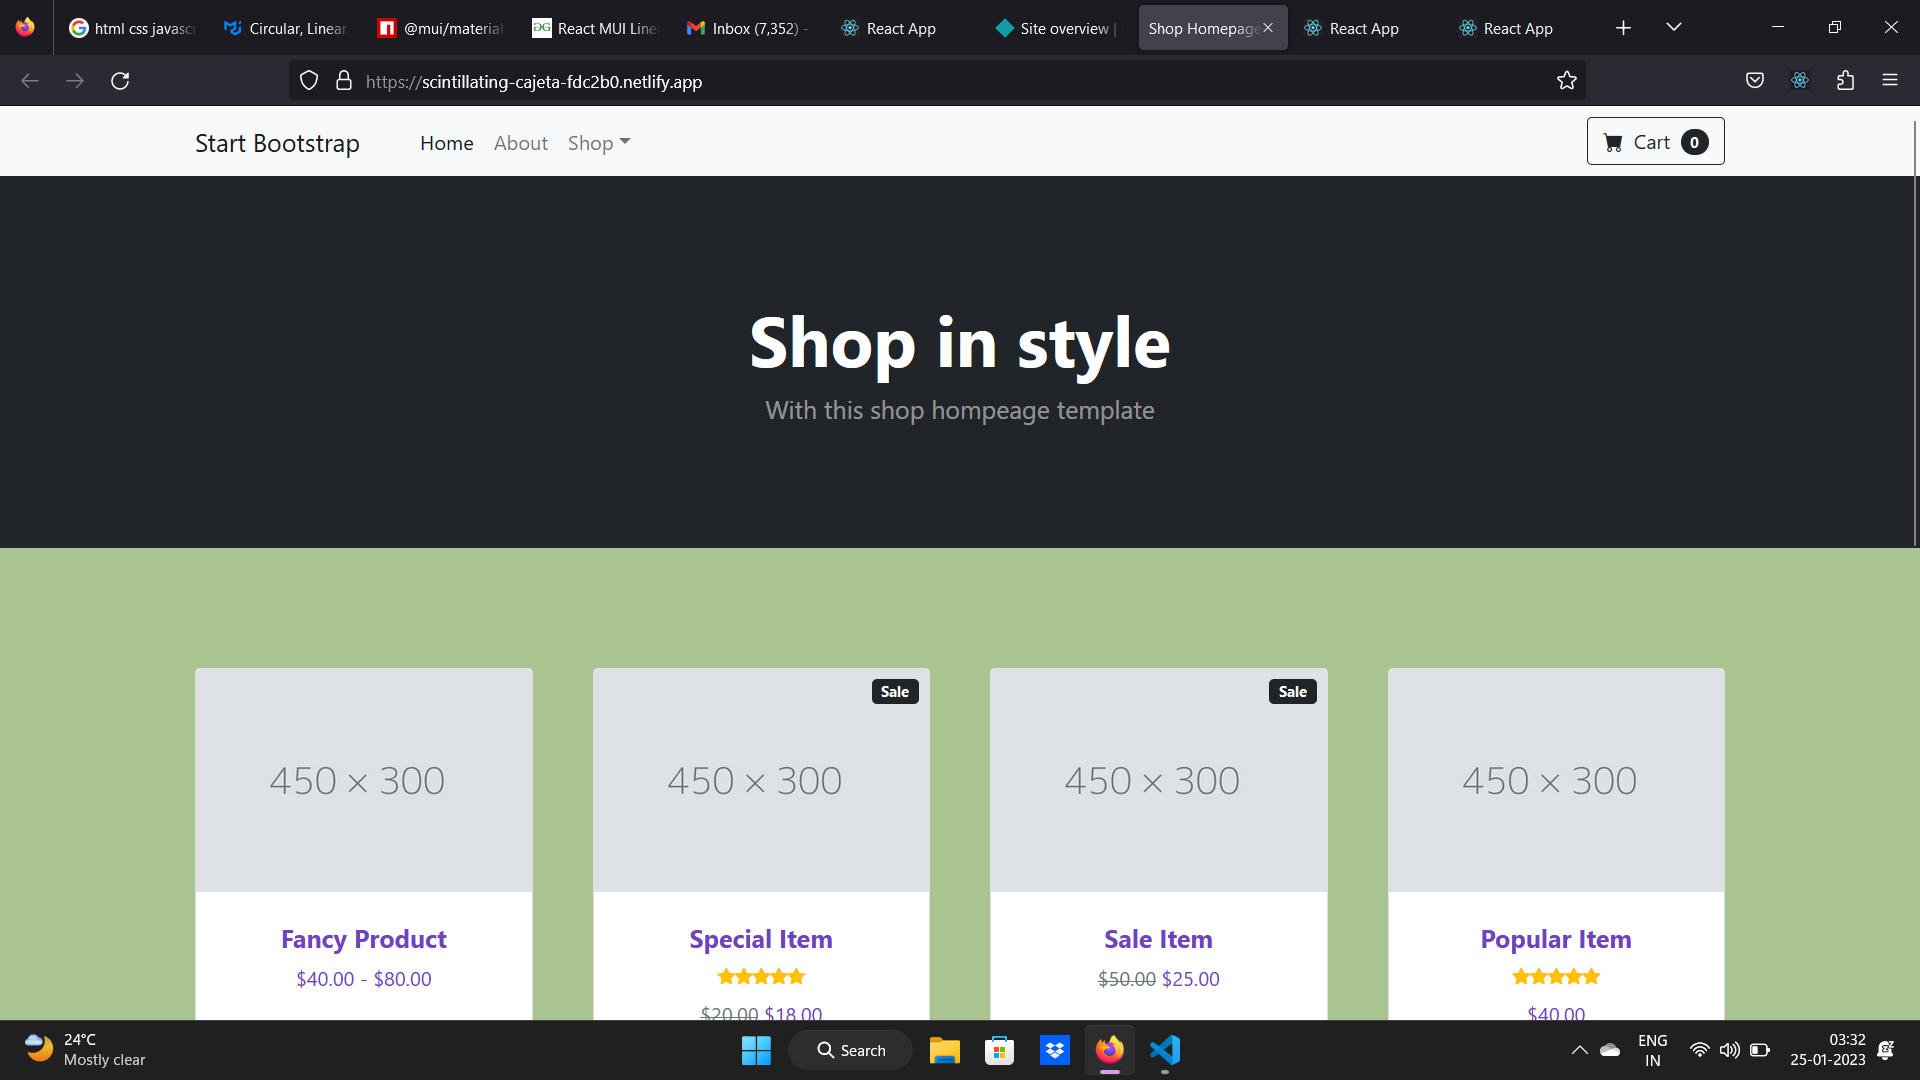 html css javascr
Circular, Linear
@mui/material
React MUI Line
Inbox (7,352) -
React App
Site overview |
Shop Homepage
React App
React App
https://scintillating-cajeta-fdc2b0.netlify.app
Start Bootstrap
Home
About
Shop
Cart 0
Shop in style
With this shop hompeage template
Sale
Sale
450 × 300
450 × 300
450 × 300
450 × 300
Fancy Product
Special Item
Sale Item
Popular Item
$40.00 - $80.00
$50.00 $25.00
$20.00 $18.00
$40.00
24°C
Mostly clear
Search
ENG
IN
03:32
25-01-2023